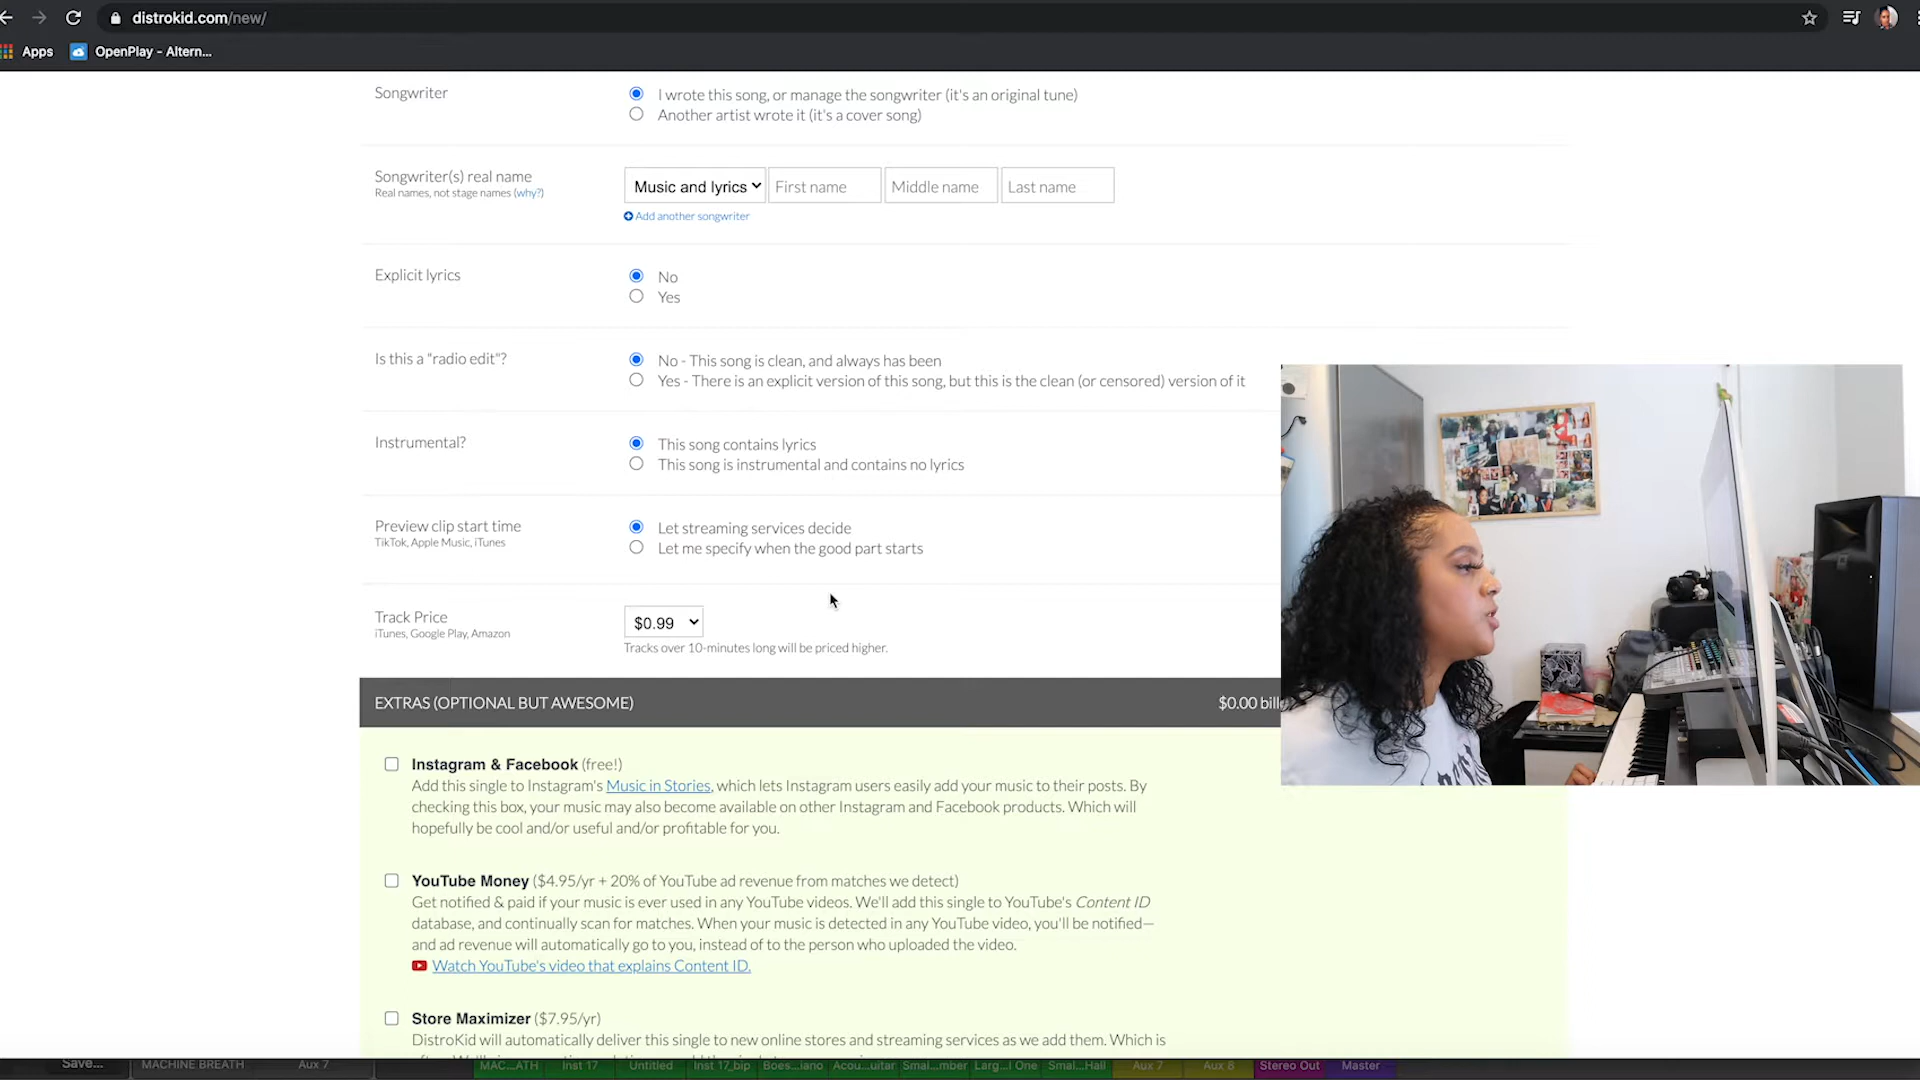 distrokid.com/new/
Apps OpenPlay - Altern...
Songwriter
I wrote this song, or manage the songwriter (it's an original tune)
Another artist wrote it (it's a cover song)
Songwriter(s) real name
Real names, not stage names (why?)
Music and lyrics First name Middle name Last name
Add another songwriter
Explicit lyrics
No
Yes
Is this a "radio edit"?
No - This song is clean, and always has been
Yes - There is an explicit version of this song, but this is the clean (or censored) version of it
Instrumental?
This song contains lyrics
This song is instrumental and contains no lyrics
Preview clip start time
TikTok, Apple Music, iTunes
Let streaming services decide
Let me specify when the good part starts
Track Price
iTunes, Google Play, Amazon
$0.99
Tracks over 10-minutes long will be priced higher.
EXTRAS (OPTIONAL BUT AWESOME) $0.00
Instagram & Facebook (free!)
Add this single to Instagram's Music in Stories, which lets Instagram users easily add your music to their posts. By
checking this box, your music may also become available on other Instagram and Facebook products. Which will
hopefully be cool and/or useful and/or profitable for you.
YouTube Money ($4.95/yr + 20% of YouTube ad revenue from matches we detect)
Get notified & paid if your music is ever used in any YouTube videos. We'll add this single to YouTube's Content ID
database, and continually scan for matches. When your music is detected in any YouTube video, you'll be notified—
and ad revenue will automatically go to you, instead of to the person who uploaded the video.
Watch YouTube's video that explains Content ID.
Store Maximizer ($7.95/yr)
DistroKid will automatically deliver this single to new online stores and streaming services as we add them. Which is
Save... MACHINE BREATH Aux 7 MAC...ATH Inst 17 Untitled Inst 17_bip Boes...iano Acou...uitar Smal...mber Larg...l One Smal...Hall Aux 7 Aux 8 Stereo Out Master